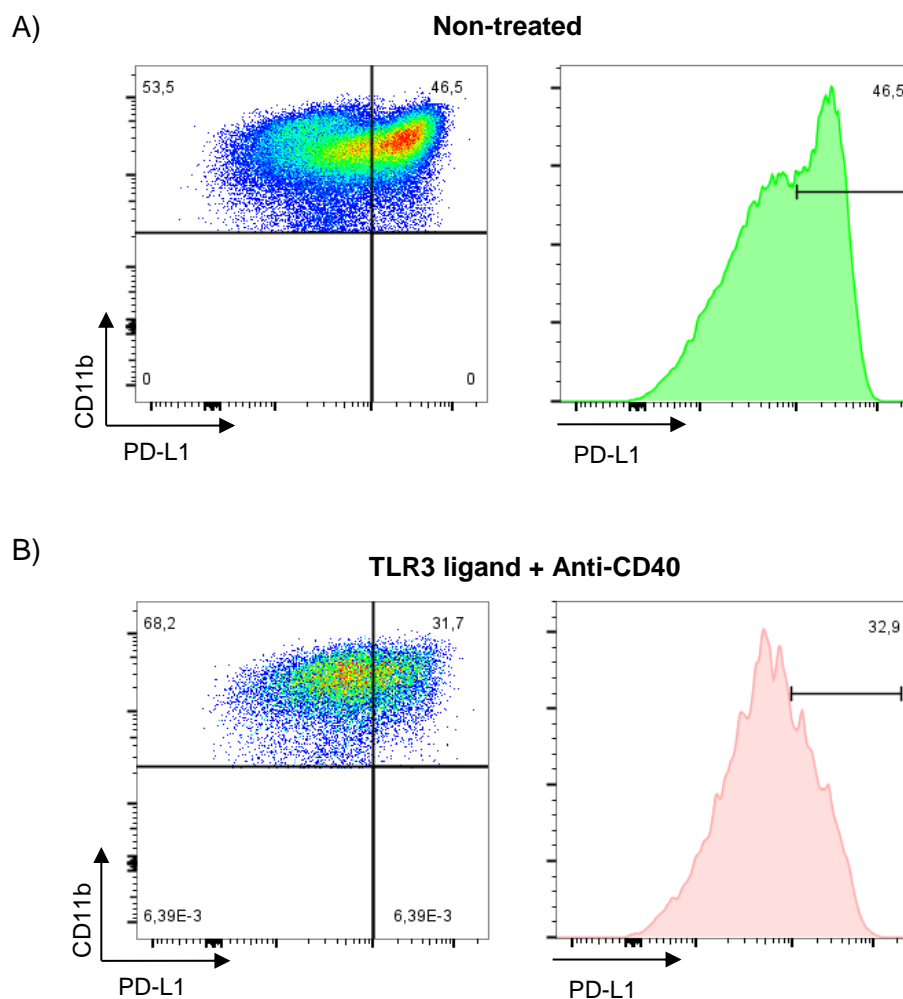 A)
Non-treated
53,5
46,5
0
0
CD11b
PD-L1
46,5
PD-L1
B)
TLR3 ligand + Anti-CD40
68,2
31,7
6,39E-3
6,39E-3
CD11b
PD-L1
32,9
PD-L1